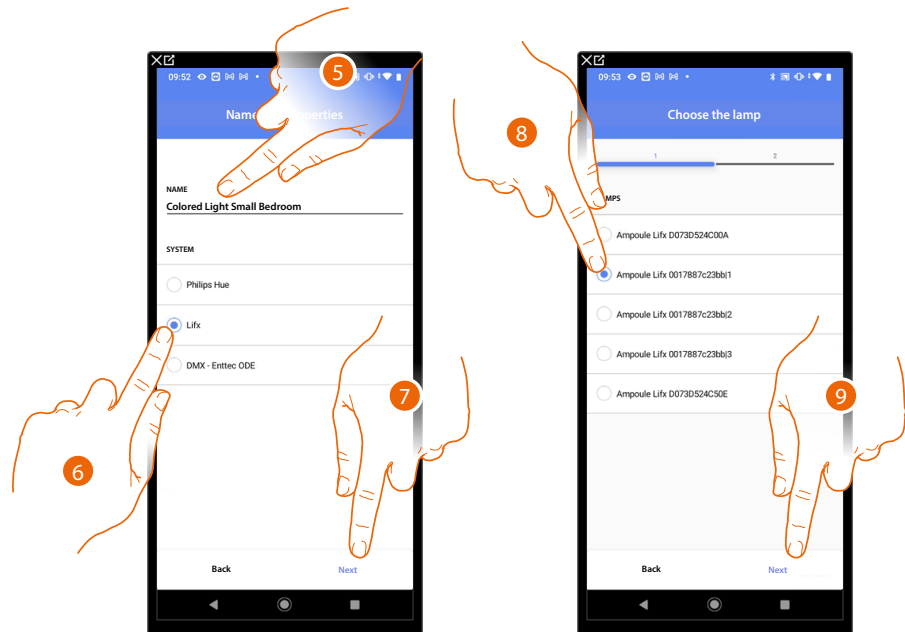 5
09:52
Name
erties
NAME
Colored Light Small Bedroom
SYSTEM
Philips Hue
Lifx
DMX - Enttec ODE
6
7
Back
Next
8
09:53
Choose the lamp
1
2
MPS
Ampoule Lifx D073D524C00A
Ampoule Lifx 0017887c23bb|1
Ampoule Lifx 0017887c23bb|2
Ampoule Lifx 0017887c23bb|3
Ampoule Lifx D073D524C50E
9
Back
Next